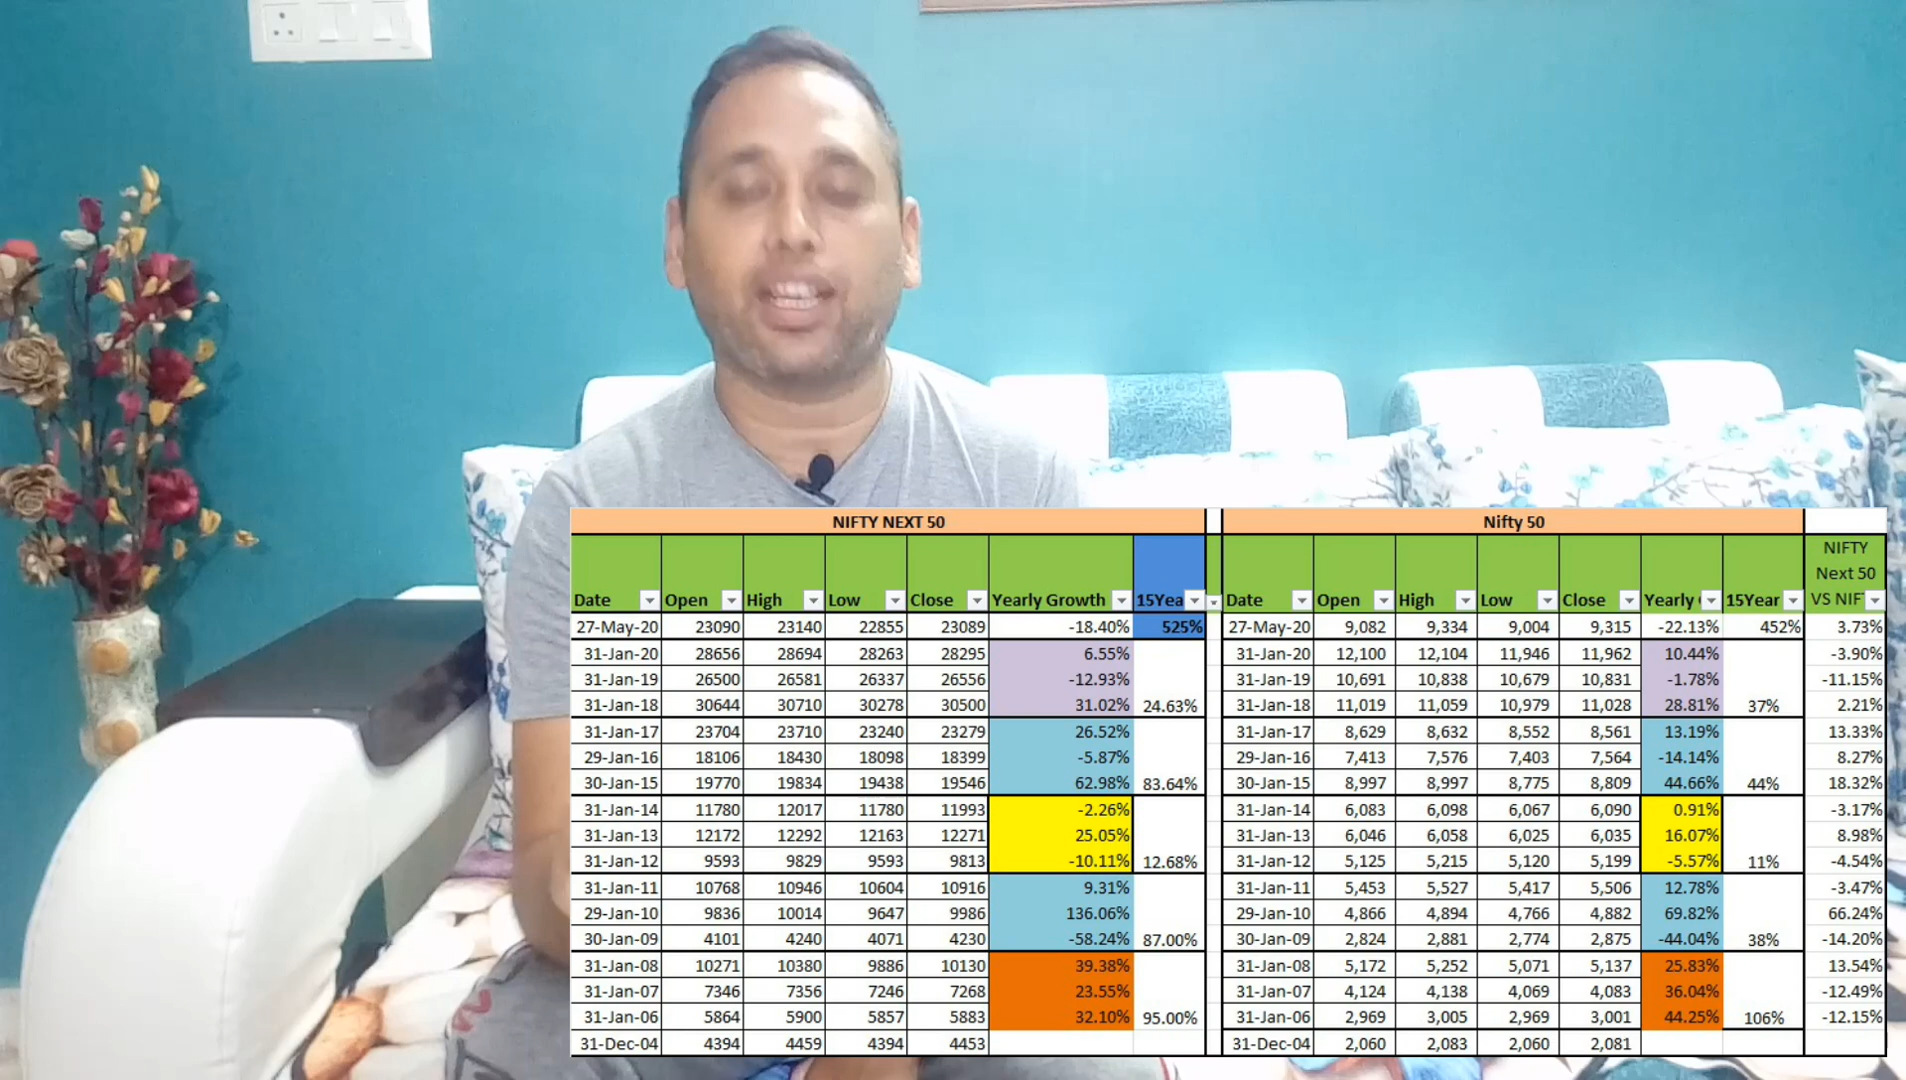 NIFTY NEXT 50 Nifty 50
NIFTY
Next 50
Date Open High Low Close Yearly Growth 15Yea Date Open High Low Close Yearly 15Year VS NIF
27-May-20 23090 23140 22855 23089 -18.40% 525% 27-May-20 9,082 9,334 9,004 9,315 -22.13% 452% 3.73%
31-Jan-20 28656 28694 28263 28295 6.55% 31-Jan-20 12,100 12,104 11,946 11,962 10.44% -3.90%
31-Jan-19 26500 26581 26337 26556 -12.93% 31-Jan-19 10,691 10,838 10,679 10,831 -1.78% -11.15%
31-Jan-18 30644 30710 30278 30500 31.02% 24.63% 31-Jan-18 11,019 11,059 10,979 11,028 28.81% 37% 2.21%
31-Jan-17 23704 23710 23240 23279 26.52% 31-Jan-17 8,629 8,632 8,552 8,561 13.19% 13.33%
29-Jan-16 18106 18430 18098 18399 -5.87% 29-Jan-16 7,413 7,576 7,403 7,564 -14.14% 8.27%
30-Jan-15 19770 19834 19438 19546 62.98% 83.64% 30-Jan-15 8,997 8,997 8,775 8,809 44.66% 44% 18.32%
31-Jan-14 11780 12017 11780 11993 -2.26% 31-Jan-14 6,083 6,098 6,067 6,090 0.91% -3.17%
31-Jan-13 12172 12292 12163 12271 25.05% 31-Jan-13 6,046 6,058 6,025 6,035 16.07% 8.98%
31-Jan-12 9593 9829 9593 9813 -10.11% 12.68% 31-Jan-12 5,125 5,215 5,120 5,199 -5.57% 11% -4.54%
31-Jan-11 10768 10946 10604 10916 9.31% 31-Jan-11 5,453 5,527 5,417 5,506 12.78% -3.47%
29-Jan-10 9836 10014 9647 9986 136.06% 29-Jan-10 4,866 4,894 4,766 4,882 69.82% 66.24%
30-Jan-09 4101 4240 4071 4230 -58.24% 87.00% 30-Jan-09 2,824 2,881 2,774 2,875 -44.04% 38% -14.20%
31-Jan-08 10271 10380 9886 10130 39.38% 31-Jan-08 5,172 5,252 5,071 5,137 25.83% 13.54%
31-Jan-07 7346 7356 7246 7268 23.55% 31-Jan-07 4,124 4,138 4,069 4,083 36.04% -12.49%
31-Jan-06 5864 5900 5857 5883 32.10% 95.00% 31-Jan-06 2,969 3,005 2,969 3,001 44.25% 106% -12.15%
31-Dec-04 4394 4459 4394 4453 31-Dec-04 2,060 2,083 2,060 2,081